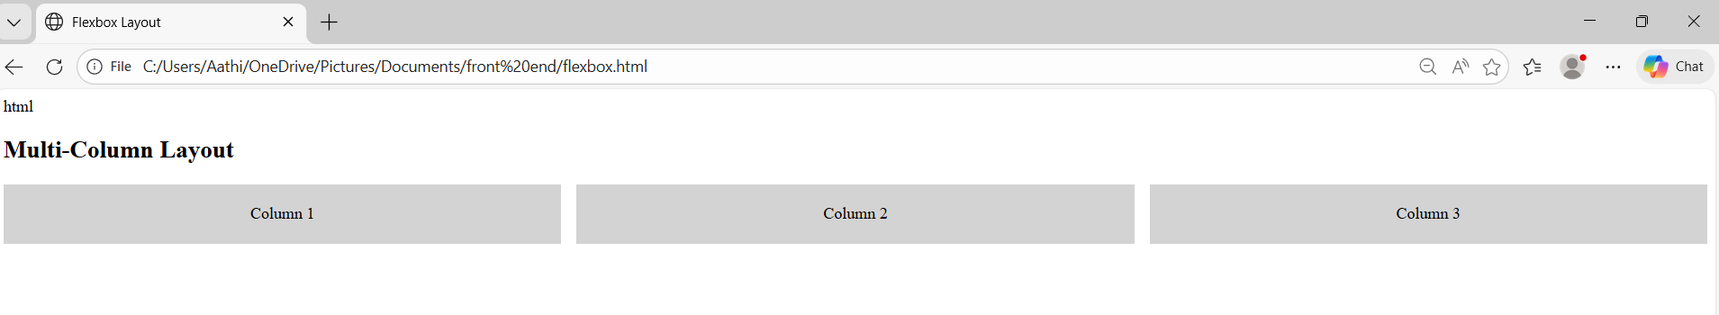 Flexbox Layout
File C:/Users/Aathi/OneDrive/Pictures/Documents/front%20end/flexbox.html
Chat
html
Multi-Column Layout
Column 1 Column 2 Column 3